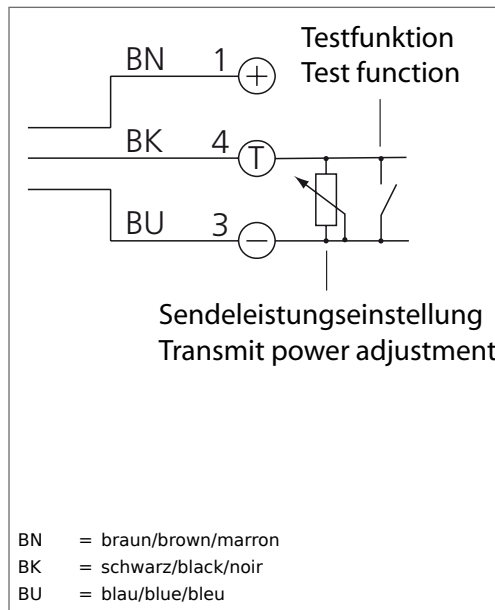 Testfunktion
Test function
BN 1 +
BK 4 T
BU 3 −
Sendeleistungseinstellung
Transmit power adjustment
BN = braun/brown/marron
BK = schwarz/black/noir
BU = blau/blue/bleu